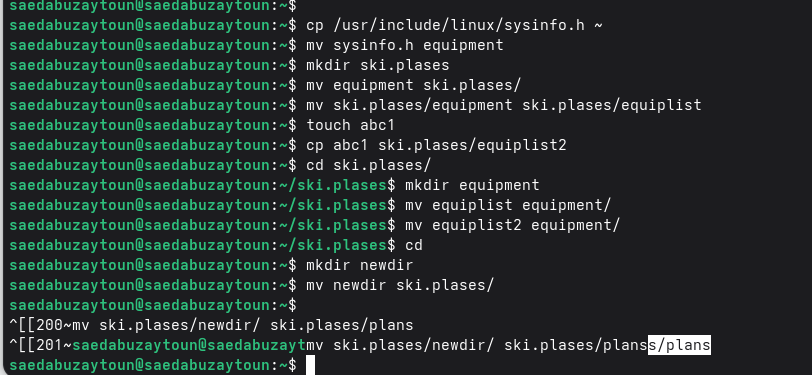 saedabuzaytoun@saedabuzaytoun:~$
saedabuzaytoun@saedabuzaytoun:~$ cp /usr/include/linux/sysinfo.h ~
saedabuzaytoun@saedabuzaytoun:~$ mv sysinfo.h equipment
saedabuzaytoun@saedabuzaytoun:~$ mkdir ski.plases
saedabuzaytoun@saedabuzaytoun:~$ mv equipment ski.plases/
saedabuzaytoun@saedabuzaytoun:~$ mv ski.plases/equipment ski.plases/equiplist
saedabuzaytoun@saedabuzaytoun:~$ touch abc1
saedabuzaytoun@saedabuzaytoun:~$ cp abc1 ski.plases/equiplist2
saedabuzaytoun@saedabuzaytoun:~$ cd ski.plases/
saedabuzaytoun@saedabuzaytoun:~/ski.plases$ mkdir equipment
saedabuzaytoun@saedabuzaytoun:~/ski.plases$ mv equiplist equipment/
saedabuzaytoun@saedabuzaytoun:~/ski.plases$ mv equiplist2 equipment/
saedabuzaytoun@saedabuzaytoun:~/ski.plases$ cd
saedabuzaytoun@saedabuzaytoun:~$ mkdir newdir
saedabuzaytoun@saedabuzaytoun:~$ mv newdir ski.plases/
saedabuzaytoun@saedabuzaytoun:~$
^[[200~mv ski.plases/newdir/ ski.plases/plans
^[[201~saedabuzaytoun@saedabuzaytmv ski.plases/newdir/ ski.plases/planss/plans
saedabuzaytoun@saedabuzaytoun:~$